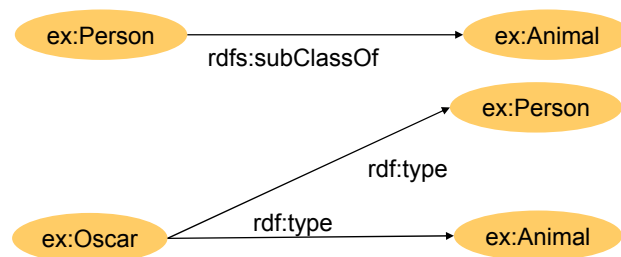 ex:Person
ex:Animal
rdfs:subClassOf
ex:Person
rdf:type
rdf:type
ex:Oscar
ex:Animal